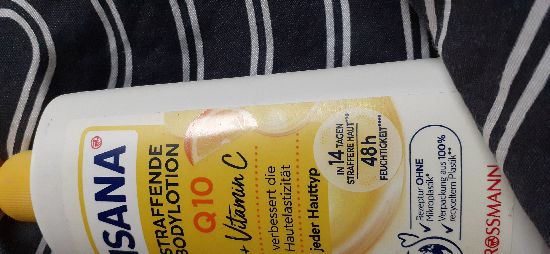 ISANA
STRAFFENDE
BODYLOTION
Q10
+ Vitamin C
verbessert die
Hautelastizität
jeder Hauttyp
IN 14 TAGEN
STRAFFERE HAUT***
48h
FEUCHTIGKEIT****
✓ Rezeptur OHNE
Mikroplastik*
✓ Verpackung aus 100%
recyceltem Plastik**
ROSSMANN